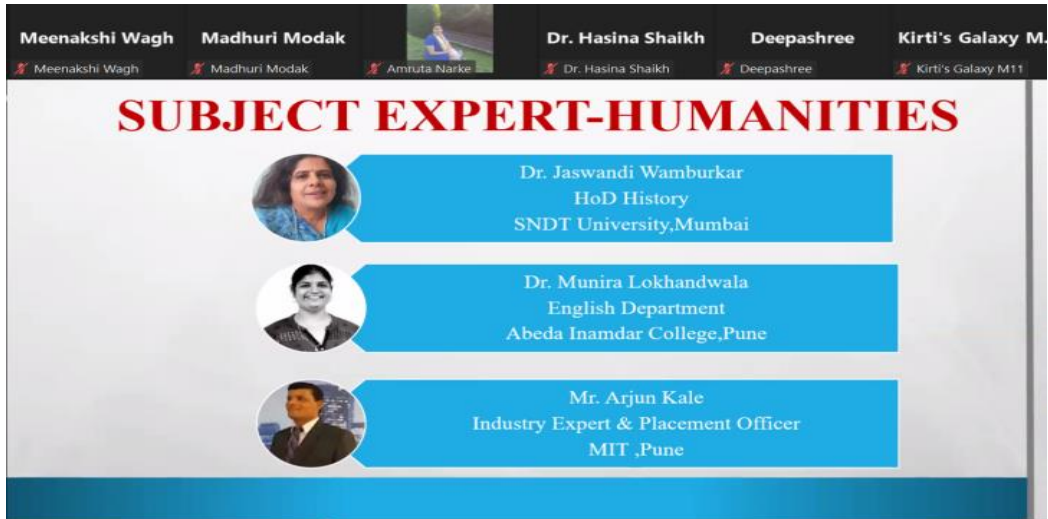 Meenakshi Wagh
Madhuri Modak
Dr. Hasina Shaikh
Deepashree
Kirti's Galaxy M.
Meenakshi Wagh
Madhuri Modak
Amruta Narke ...
Dr. Hasina Shaikh
Deepashree
Kirti's Galaxy M11
SUBJECT EXPERT-HUMANITIES
Dr. Jaswandi Wamburkar
HoD History
SNDT University,Mumbai
Dr. Munira Lokhandwala
English Department
Abeda Inamdar College,Pune
Mr. Arjun Kale
Industry Expert & Placement Officer
MIT ,Pune